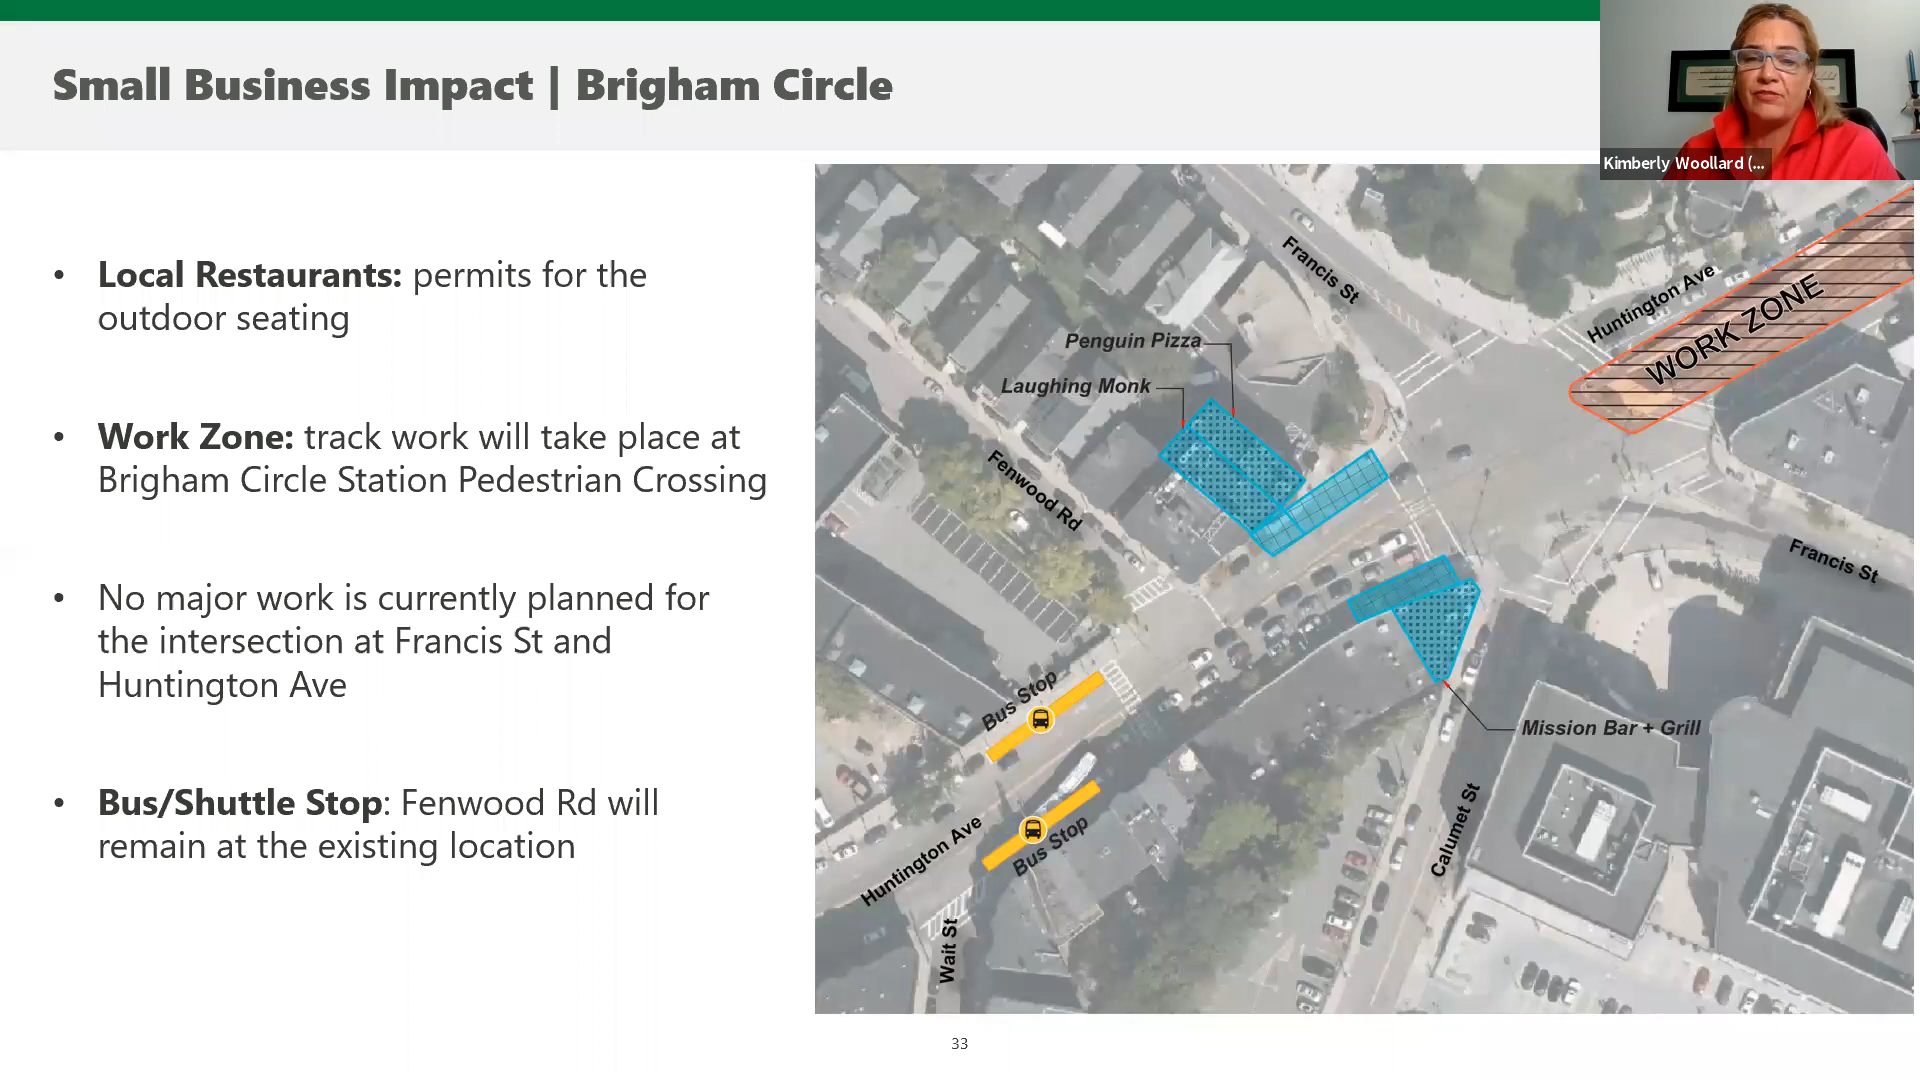 Small Business Impact | Brigham Circle
Kimberly Woollard (...
• Local Restaurants: permits for the
outdoor seating
• Work Zone: track work will take place at
Brigham Circle Station Pedestrian Crossing
• No major work is currently planned for
the intersection at Francis St and
Huntington Ave
• Bus/Shuttle Stop: Fenwood Rd will
remain at the existing location
Francis St
Huntington Ave
WORK ZONE
Penguin Pizza
Laughing Monk
Fenwood Rd
Francis St
Bus Stop
Mission Bar + Grill
Bus Stop
Huntington Ave
Calumet St
Wait St
33